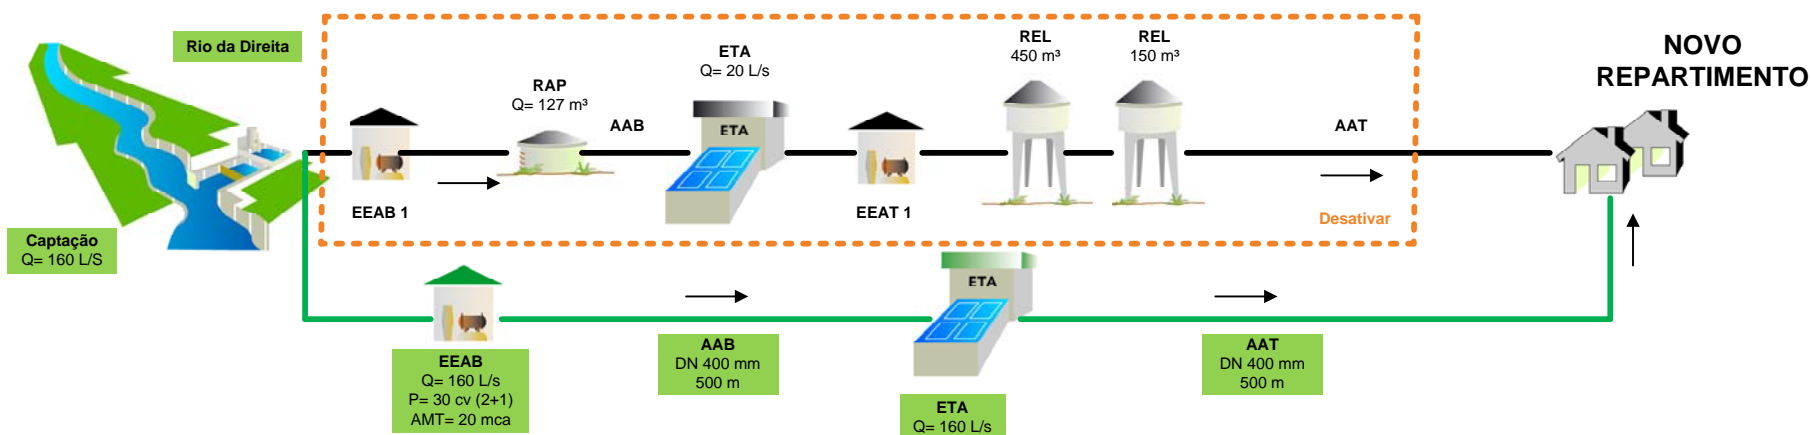 Rio da Direita
Captação
Q= 160 L/S
EEAB 1
RAP
Q= 127 m³
AAB
ETA
Q= 20 L/s
ETA
EEAT 1
REL
450 m³
REL
150 m³
AAT
Desativar
NOVO
REPARTIMENTO
EEAB
Q= 160 L/s
P= 30 cv (2+1)
AMT= 20 mca
AAB
DN 400 mm
500 m
ETA
ETA
Q= 160 L/s
AAT
DN 400 mm
500 m